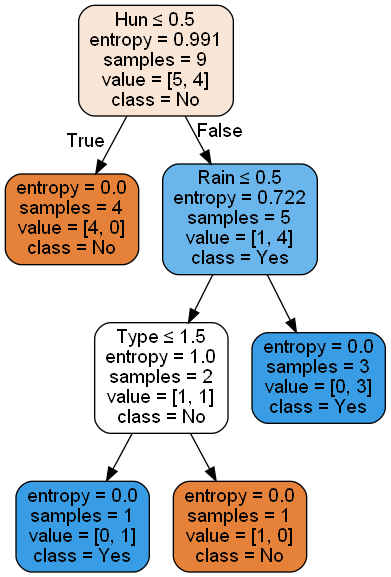 Hun ≤ 0.5
entropy = 0.991
samples = 9
value = [5, 4]
class = No
True
False
entropy = 0.0
samples = 4
value = [4, 0]
class = No
Rain ≤ 0.5
entropy = 0.722
samples = 5
value = [1, 4]
class = Yes
Type ≤ 1.5
entropy = 1.0
samples = 2
value = [1, 1]
class = No
entropy = 0.0
samples = 3
value = [0, 3]
class = Yes
entropy = 0.0
samples = 1
value = [0, 1]
class = Yes
entropy = 0.0
samples = 1
value = [1, 0]
class = No